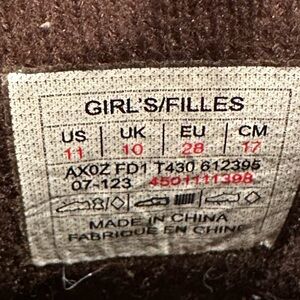 GIRL'S/FILLES
US | UK | EU | CM
11 | 10 | 28 | 17
AX0Z FD1 T430 612395
07-123 4501111398
MADE IN CHINA
FABRIQUE EN CHINE